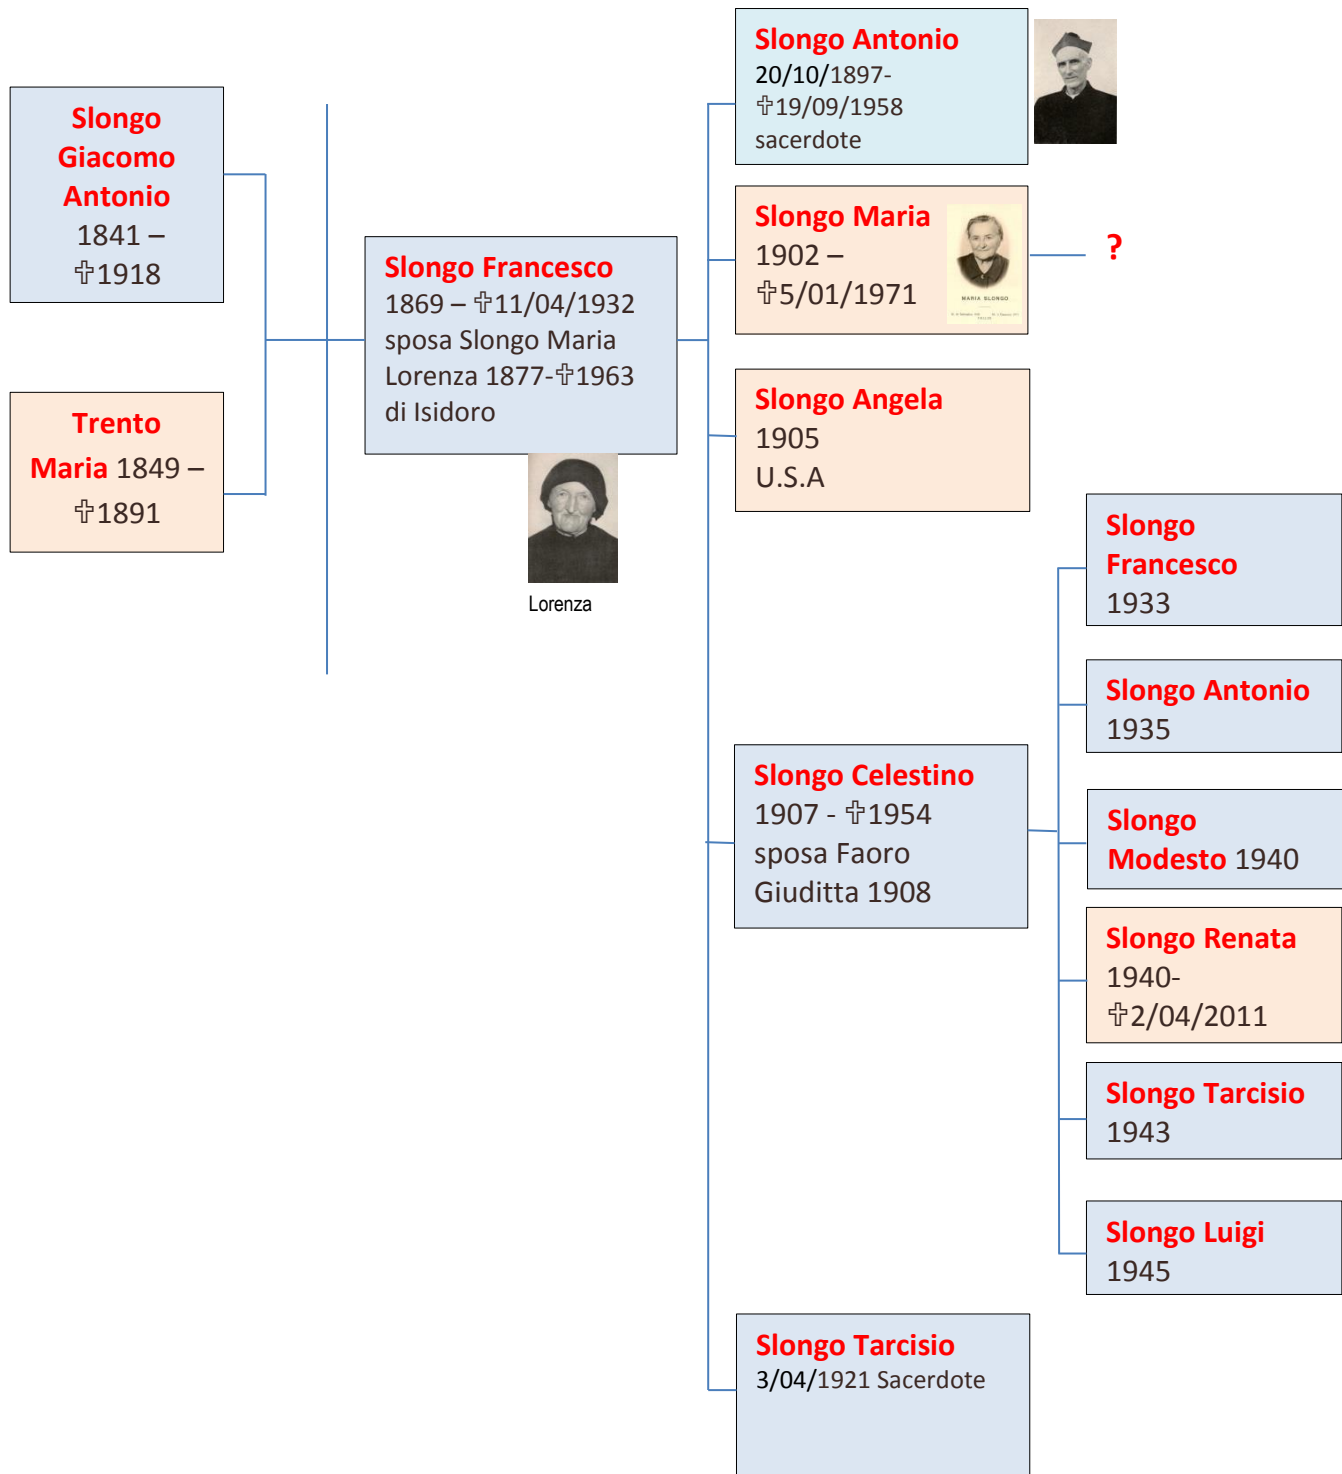 Slongo
Giacomo
Antonio
1841 –
✞1918
Trento
Maria 1849 –
✞1891
Slongo Francesco
1869 – ✞11/04/1932
sposa Slongo Maria
Lorenza 1877-✞1963
di Isidoro
Lorenza
Slongo Antonio
20/10/1897-
✞19/09/1958
sacerdote
Slongo Maria
1902 –
✞5/01/1971
MARIA SLONGO
?
Slongo Angela
1905
U.S.A
Slongo Celestino
1907 - ✞1954
sposa Faoro
Giuditta 1908
Slongo Tarcisio
3/04/1921 Sacerdote
Slongo
Francesco
1933
Slongo Antonio
1935
Slongo
Modesto 1940
Slongo Renata
1940-
✞2/04/2011
Slongo Tarcisio
1943
Slongo Luigi
1945